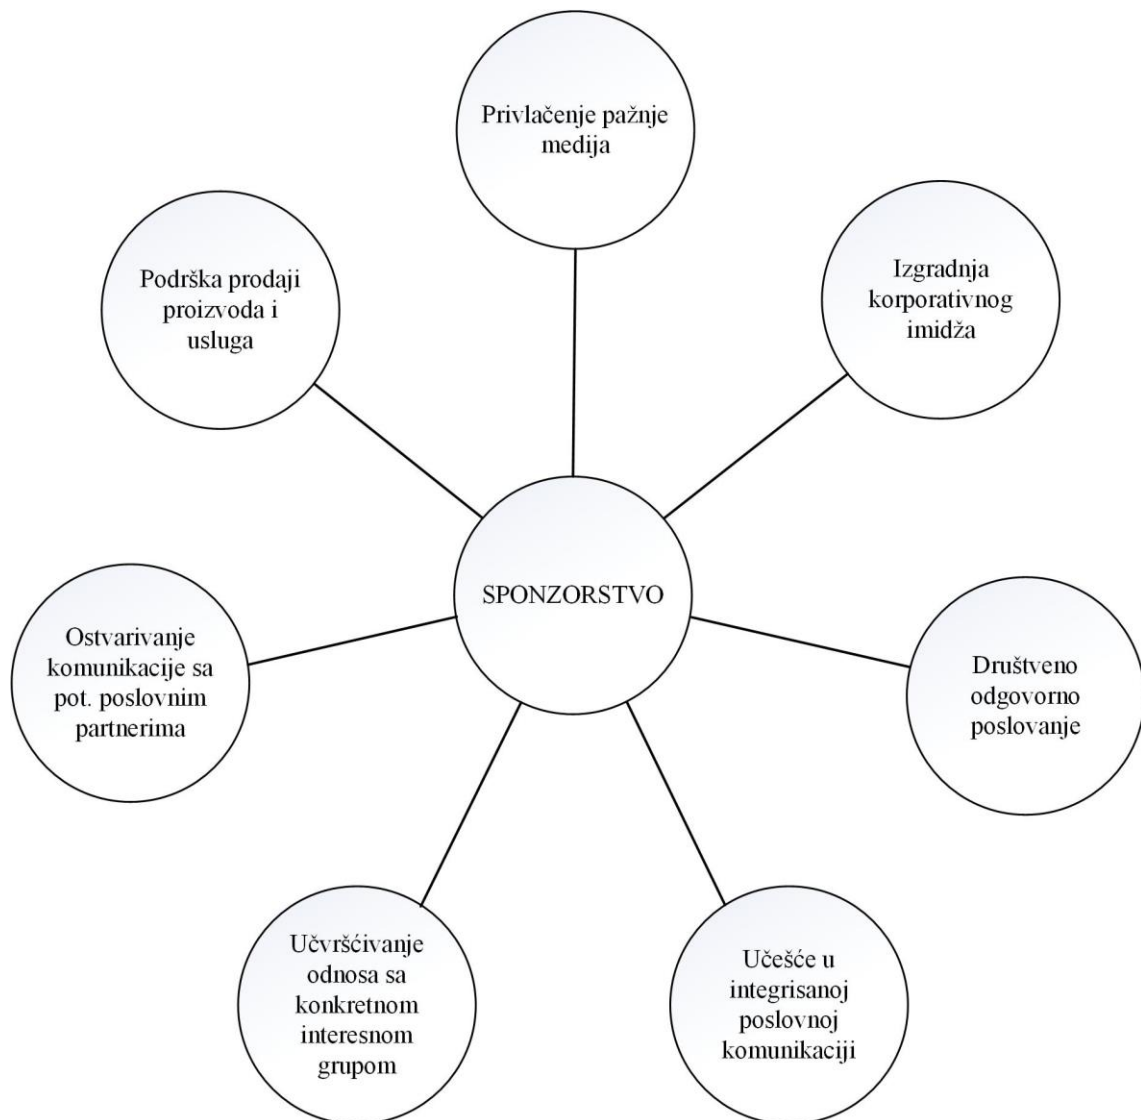 Privlačenje pažnje
medija
Izgradnja
korporativnog
imidža
Podrška prodaji
proizvoda i
usluga
SPONZORSTVO
Ostvarivanje
komunikacije sa
pot. poslovnim
partnerima
Društveno
odgovorno
poslovanje
Učvršćivanje
odnosa sa
konkretnom
interesnom
grupom
Učešće u
integrisanoj
poslovnoj
komunikaciji